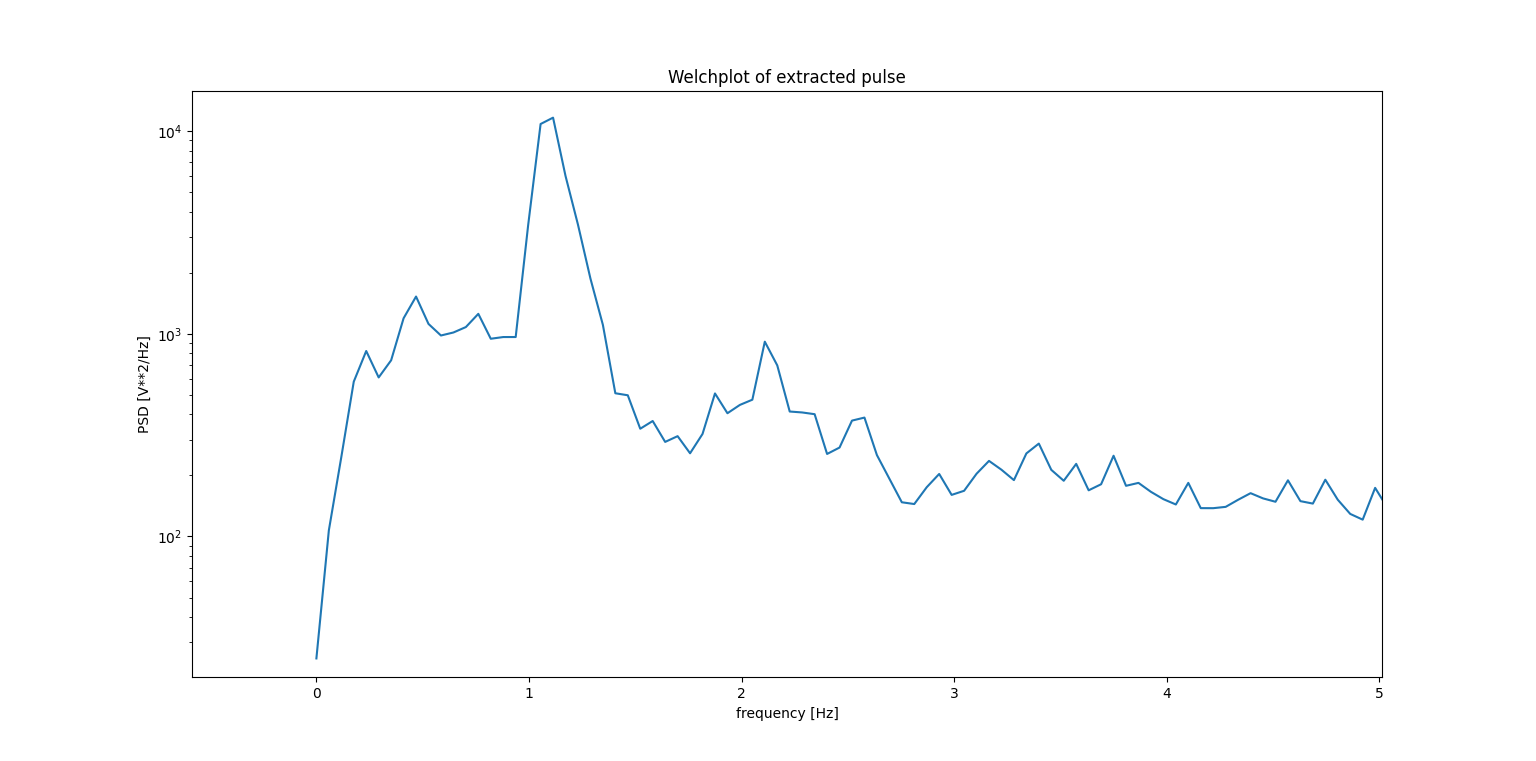 Welchplot of extracted pulse
10⁴
10³
10²
PSD [V**2/Hz]
0 1 2 3 4 5
frequency [Hz]